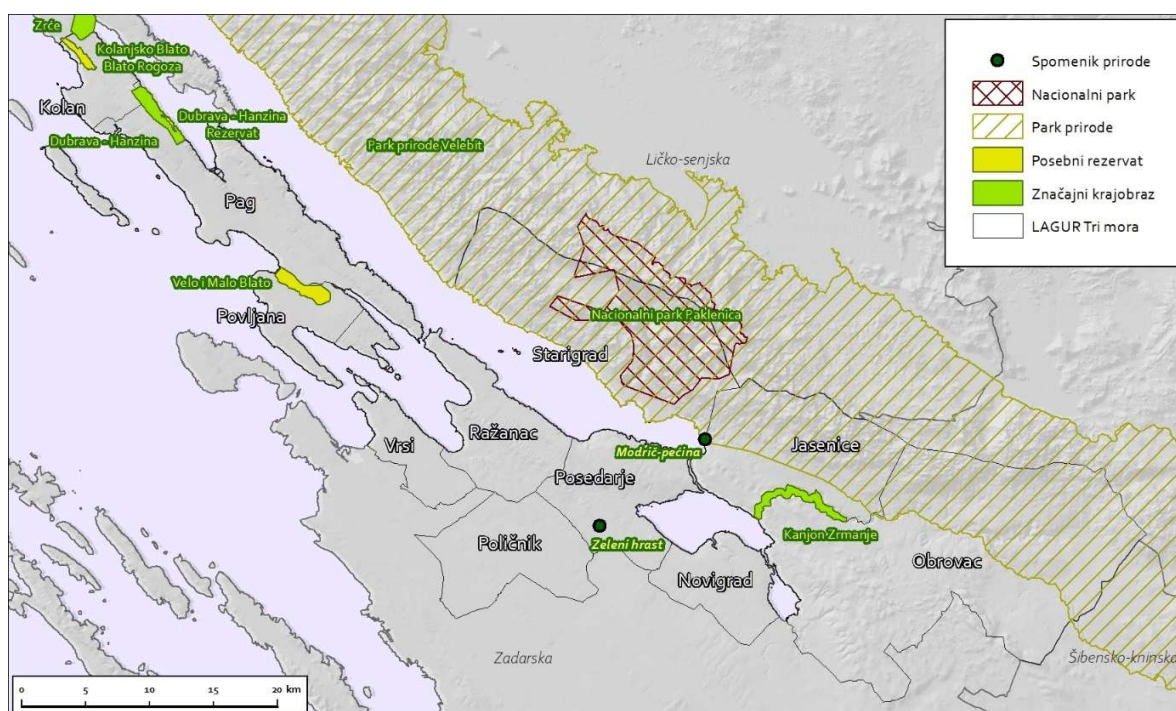 Zrće
Kolanjsko Blato
Blato Rogoza
Kolan
Dubrava - Hanzina
Rezervat
Dubrava - Hanzina
Park prirode Velebit
Ličko-senjska
Pag
Velo i Malo Blato
Povljana
Nacionalni park Paklenica
Starigrad
Vrsi
Ražanac
Modrič-pećina
Jasenice
Posedarje
Zeleni hrast
Poličnik
Kanjon Zrmanje
Obrovac
Novigrad
Zadarska
Šibensko-kninska
0 5 10 20 km
Spomenik prirode
Nacionalni park
Park prirode
Posebni rezervat
Značajni krajobraz
LAGUR Tri mora